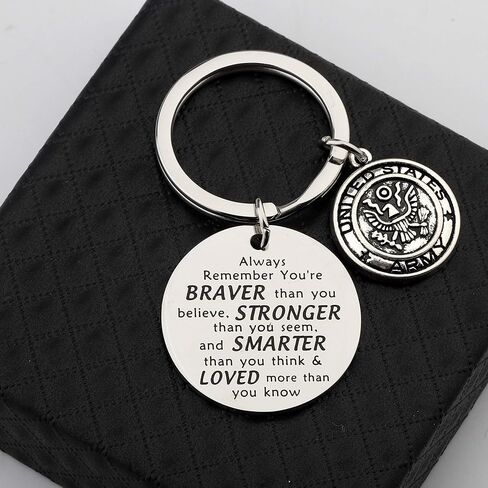 Always
Remember You're
BRAVER than you
believe, STRONGER
than you seem,
and SMARTER
than you think &
LOVED more than
you know
UNITED STATES
ARMY